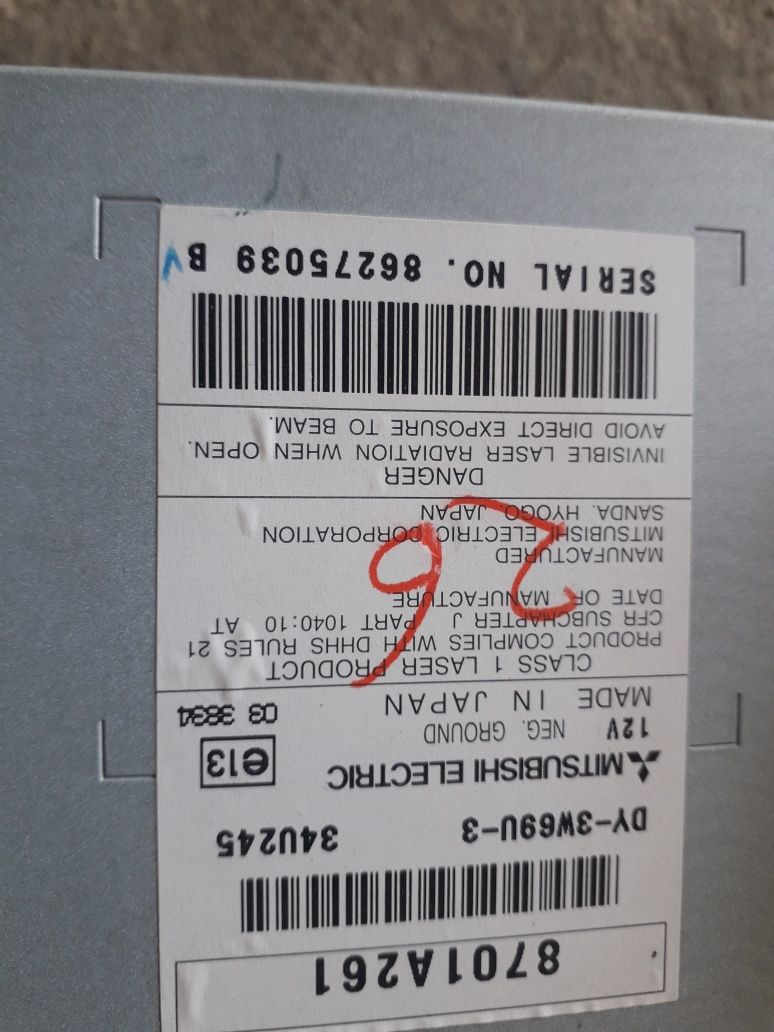 8701A261
DY-3W69U-3 34U245
MITSUBISHI ELECTRIC
e13
12V NEG. GROUND
03 3834
MADE IN JAPAN
CLASS 1 LASER PRODUCT
PRODUCT COMPLIES WITH DHHS RULES 21
CFR SUBCHAPTER J PART 1040:10 AT
DATE OF MANUFACTURE
MANUFACTURED
MITSUBISHI ELECTRIC CORPORATION
SANDA. HYOGO JAPAN
26
DANGER
INVISIBLE LASER RADIATION WHEN OPEN.
AVOID DIRECT EXPOSURE TO BEAM.
SERIAL NO. 86275039 B